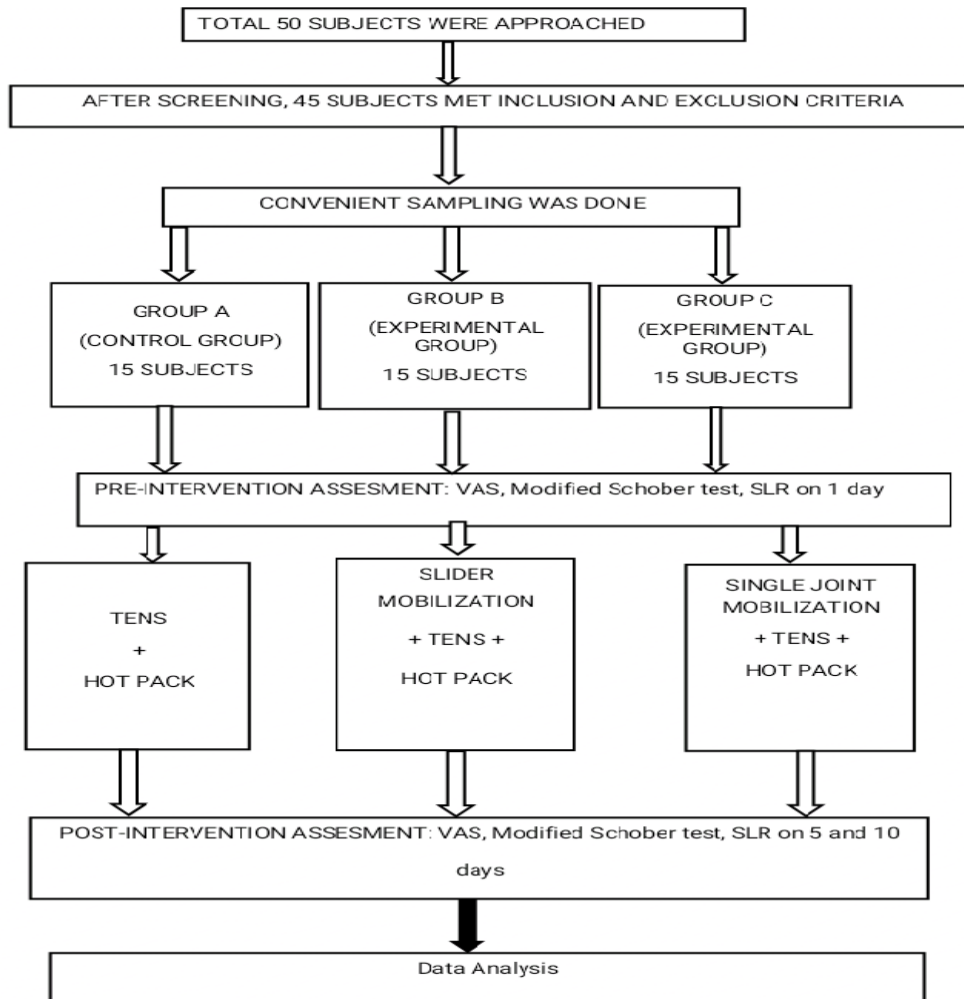 TOTAL 50 SUBJECTS WERE APPROACHED
AFTER SCREENING, 45 SUBJECTS MET INCLUSION AND EXCLUSION CRITERIA
CONVENIENT SAMPLING WAS DONE
GROUP A
(CONTROL GROUP)
15 SUBJECTS
GROUP B
(EXPERIMENTAL
GROUP)
15 SUBJECTS
GROUP C
(EXPERIMENTAL
GROUP)
15 SUBJECTS
PRE-INTERVENTION ASSESMENT: VAS, Modified Schober test, SLR on 1 day
TENS
+
HOT PACK
SLIDER
MOBILIZATION
+ TENS +
HOT PACK
SINGLE JOINT
MOBILIZATION
+ TENS +
HOT PACK
POST-INTERVENTION ASSESMENT: VAS, Modified Schober test, SLR on 5 and 10
days
Data Analysis